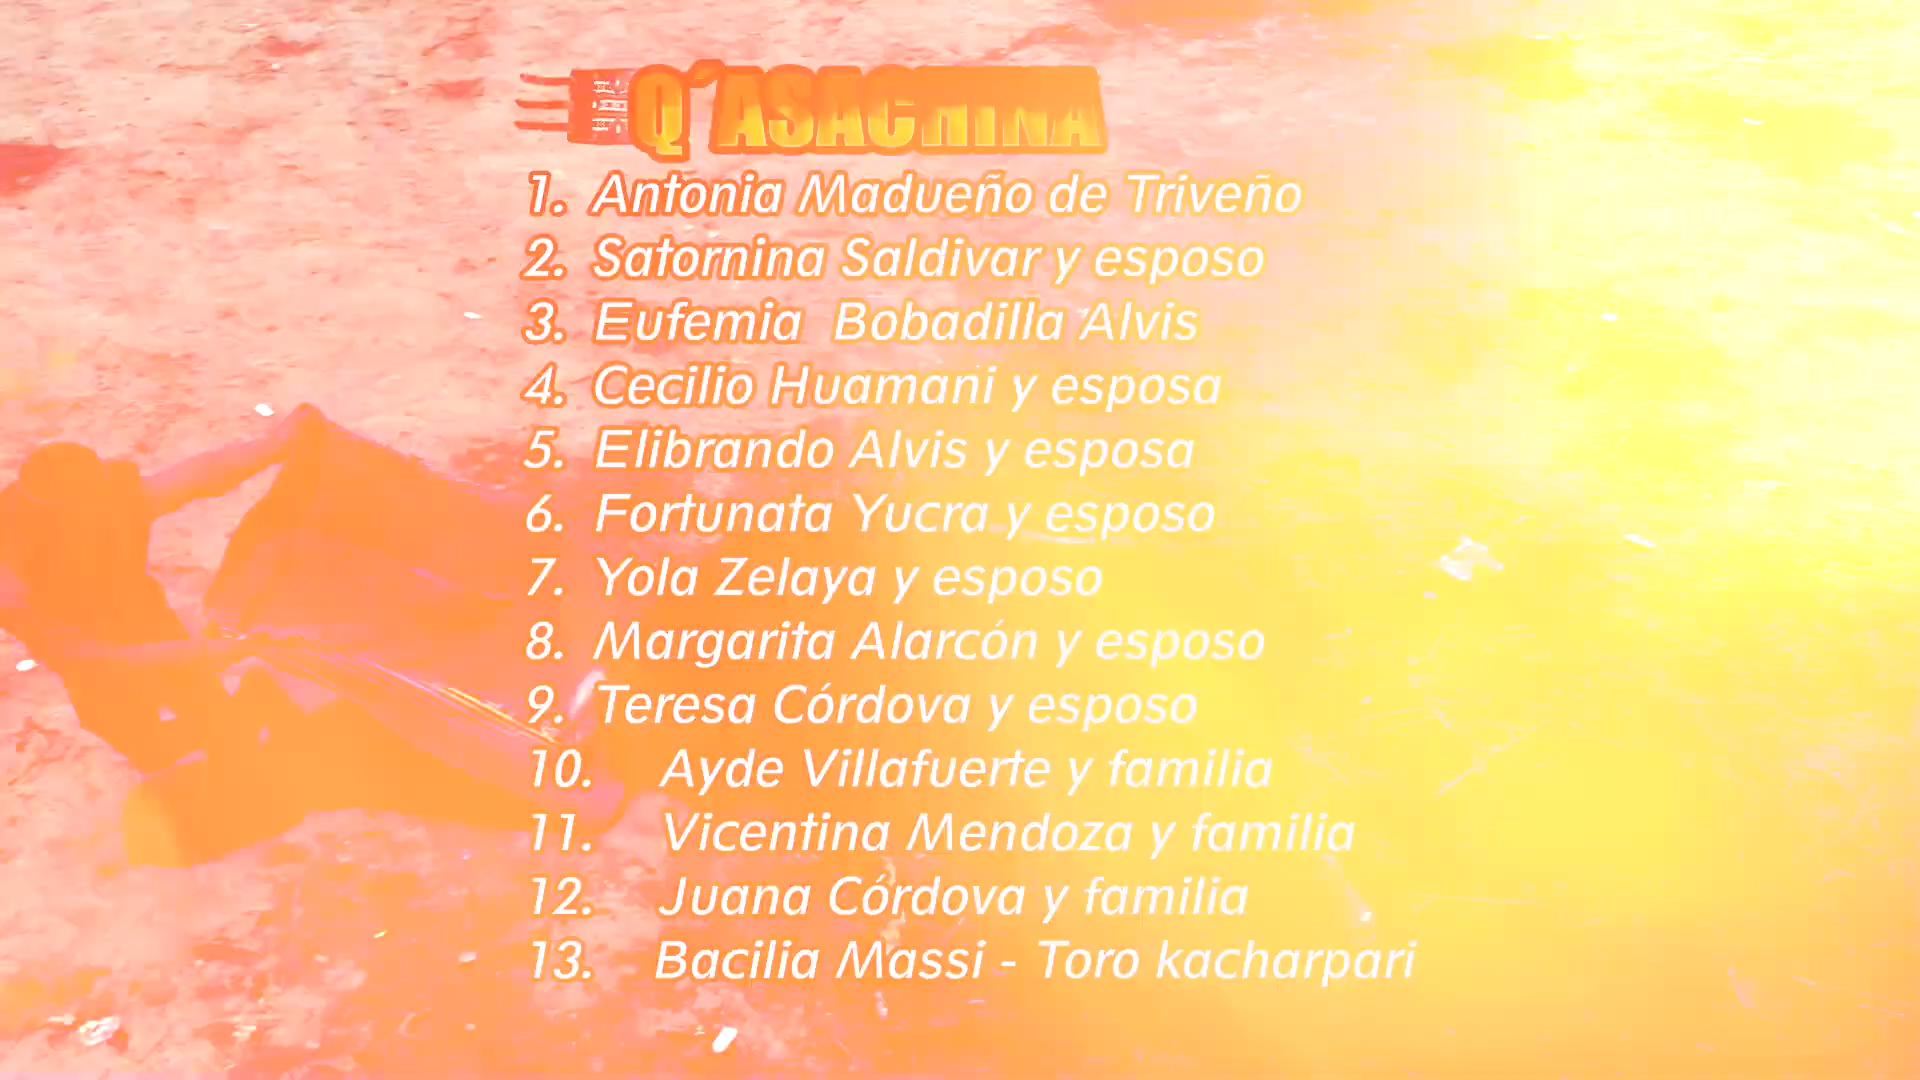 Q´ASACHINA
1. Antonia Madueño de Triveño
2. Satornina Saldivar y esposo
3. Eufemia Bobadilla Alvis
4. Cecilio Huamani y esposa
5. Elibrando Alvis y esposa
6. Fortunata Yucra y esposo
7. Yola Zelaya y esposo
8. Margarita Alarcón y esposo
9. Teresa Córdova y esposo
10. Ayde Villafuerte y familia
11. Vicentina Mendoza y familia
12. Juana Córdova y familia
13. Bacilia Massi - Toro kacharpari